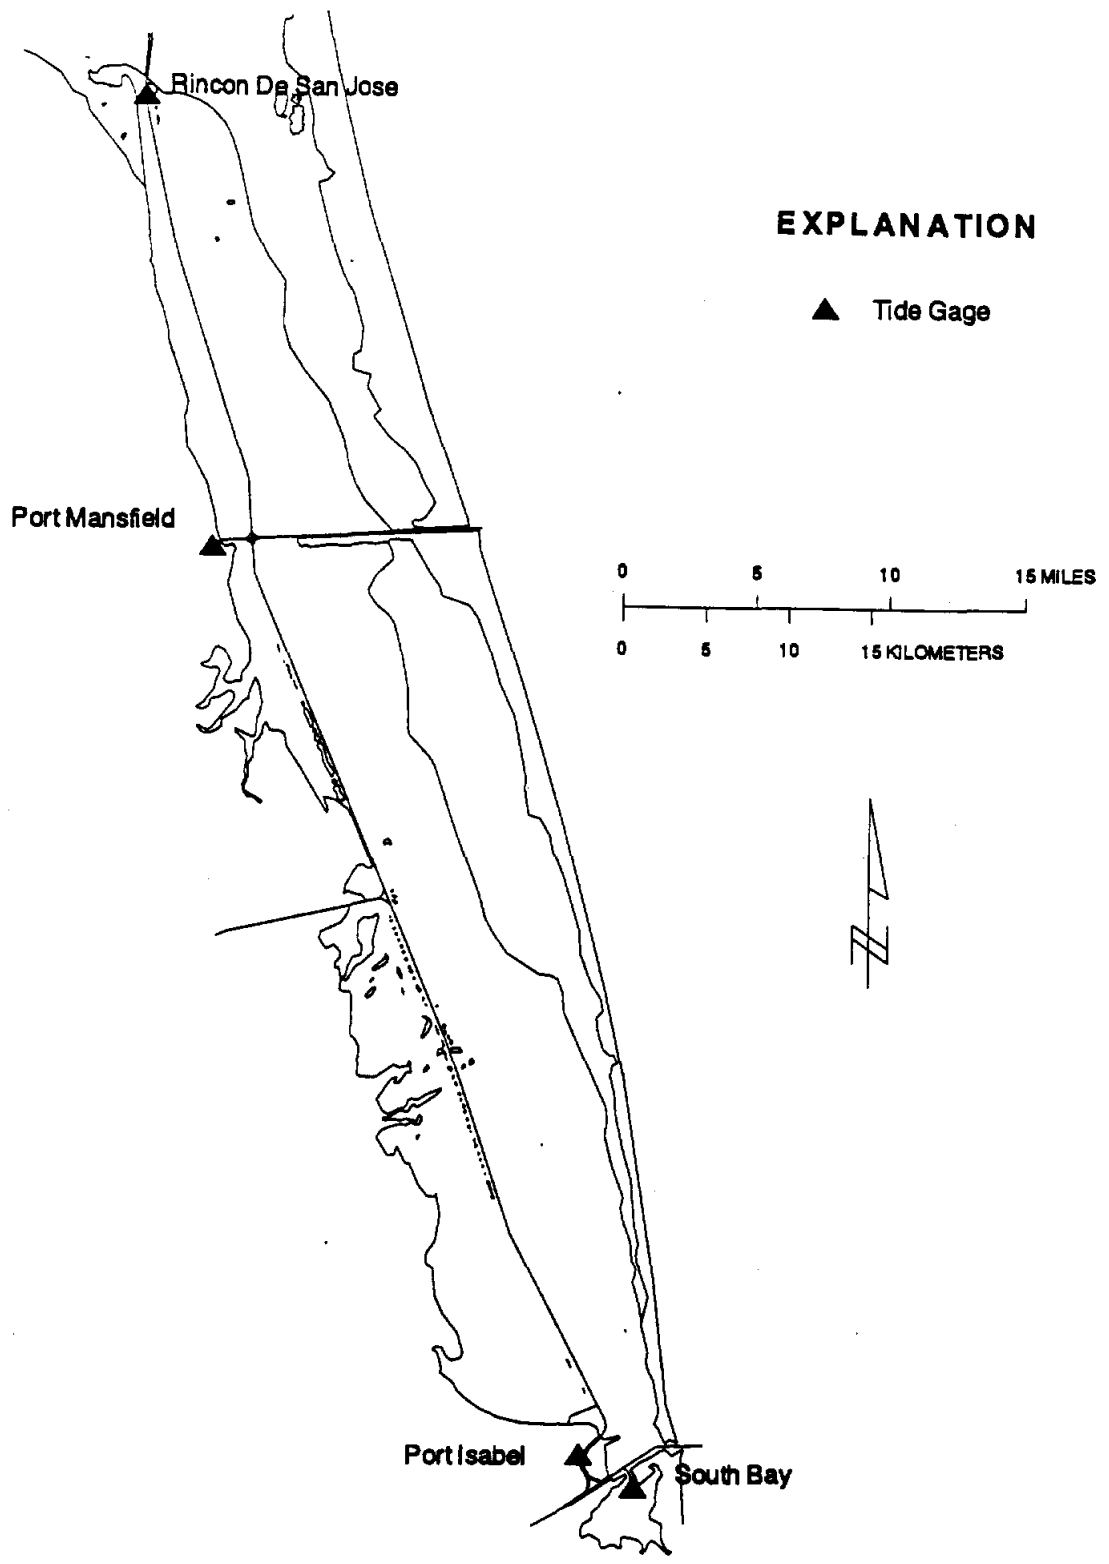 Rincon De San Jose
EXPLANATION
Tide Gage
Port Mansfield
0 5 10 15 MILES
0 5 10 15 KILOMETERS
N
Port Isabel
South Bay